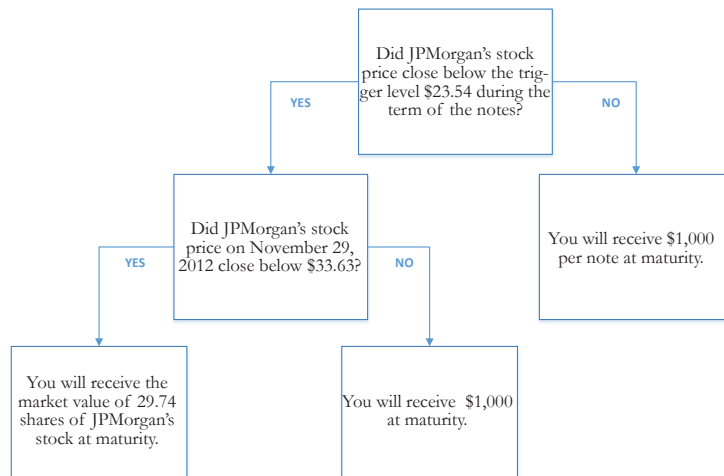 Did JPMorgan's stock
price close below the trig-
ger level $23.54 during the
term of the notes?
YES
NO
Did JPMorgan's stock
price on November 29,
2012 close below $33.63?
You will receive $1,000
per note at maturity.
YES
NO
You will receive the
market value of 29.74
shares of JPMorgan's
stock at maturity.
You will receive $1,000
at maturity.